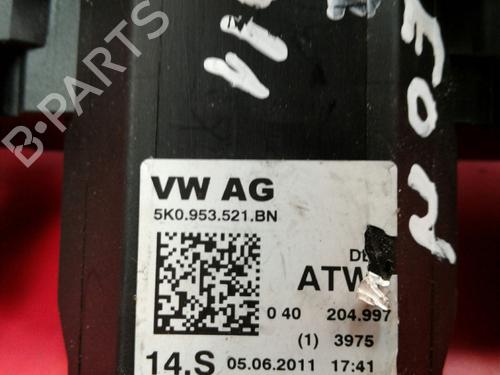 B-PARTS
VW AG
5K0.953.521.BN
ATW
0 40 204.997
(1) 3975
14.S 05.06.2011 17:41